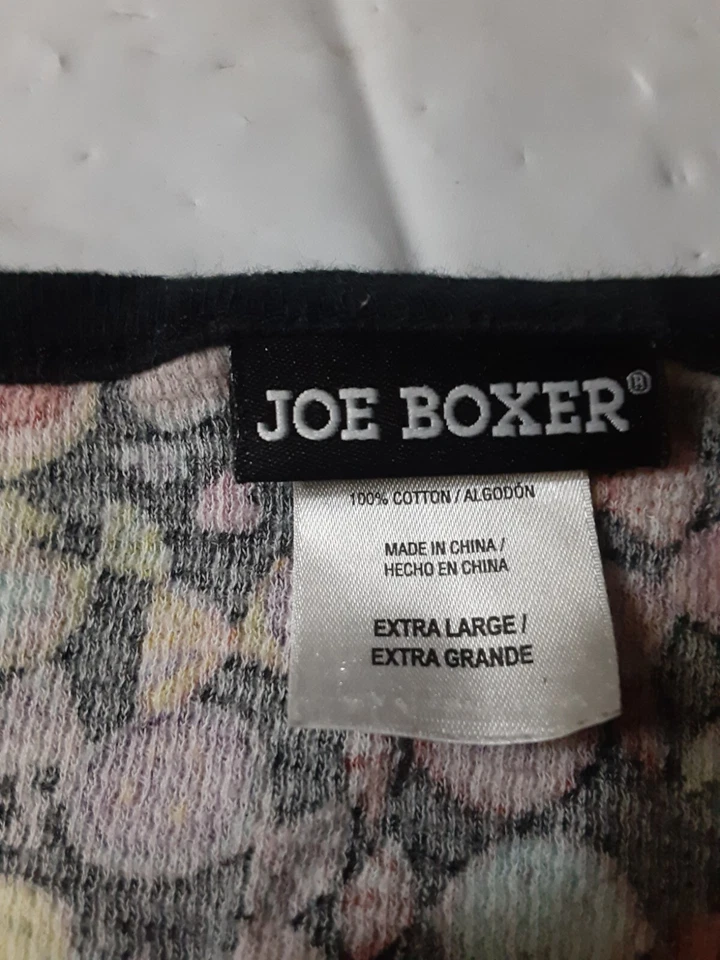 JOE BOXER®
100% COTTON / ALGODÓN
MADE IN CHINA /
HECHO EN CHINA
EXTRA LARGE /
EXTRA GRANDE